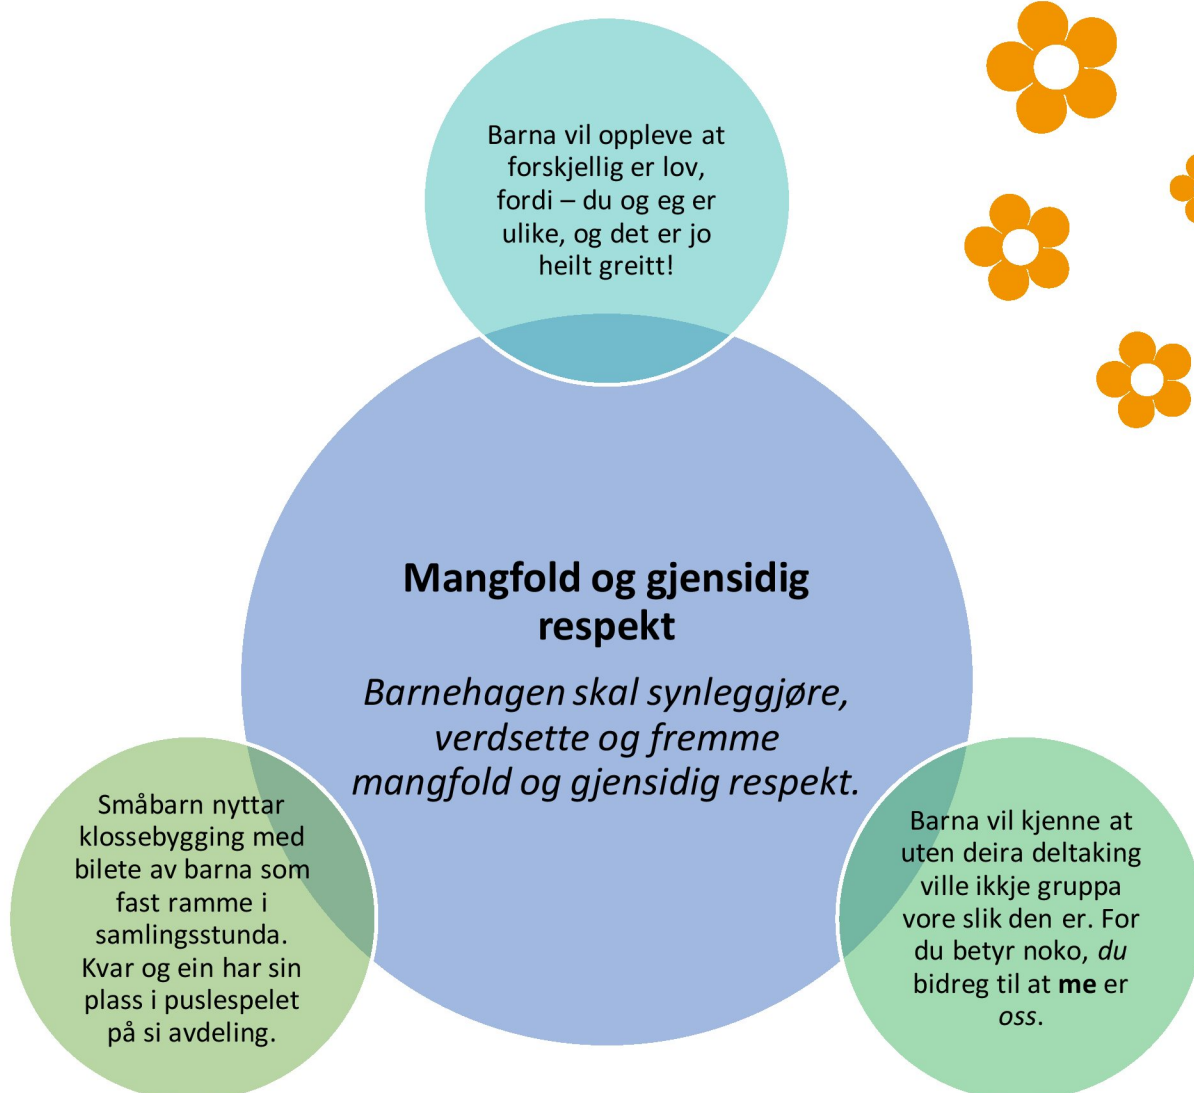 Barna vil oppleve at
forskjellig er lov,
fordi – du og eg er
ulike, og det er jo
heilt greitt!
Mangfold og gjensidig
respekt
Barnehagen skal synleggjøre,
verdsette og fremme
mangfold og gjensidig respekt.
Småbarn nyttar
klossebygging med
bilete av barna som
fast ramme i
samlingsstunda.
Kvar og ein har sin
plass i puslespelet
på si avdeling.
Barna vil kjenne at
uten deira deltaking
ville ikkje gruppa
vore slik den er. For
du betyr noko, du
bidreg til at me er
oss.